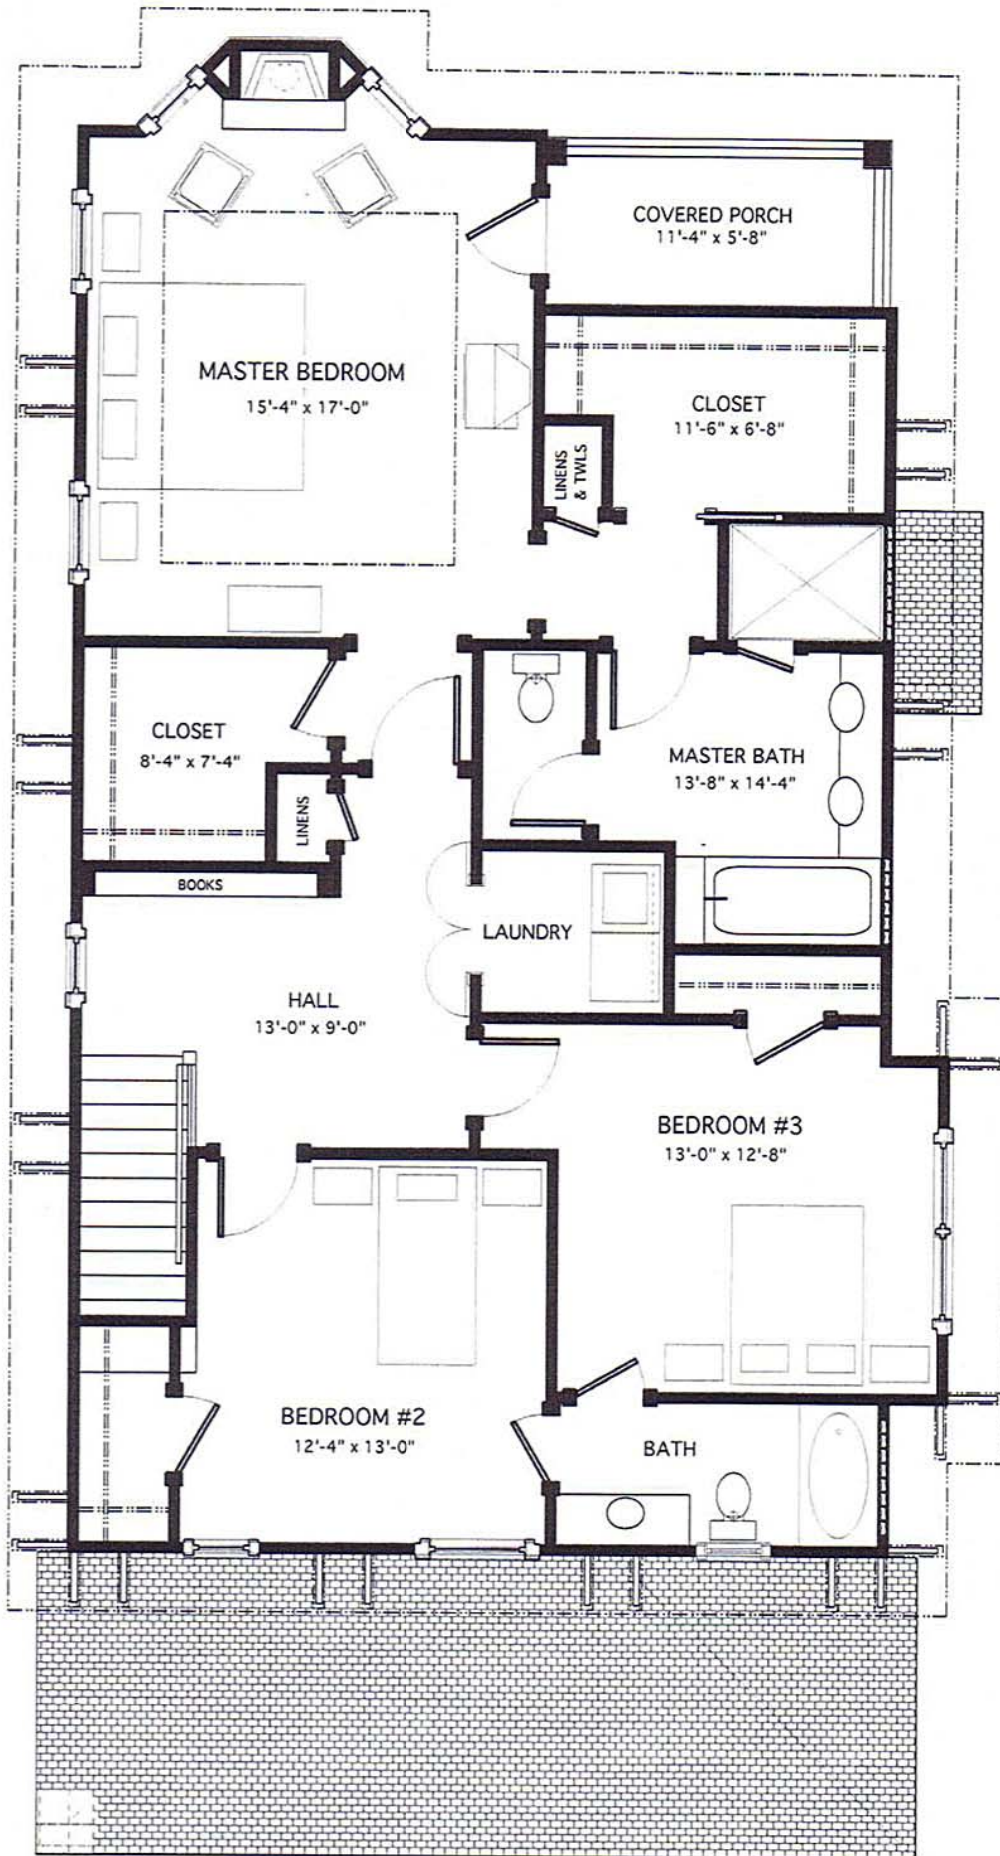 COVERED PORCH
11'-4" x 5'-8"
MASTER BEDROOM
15'-4" x 17'-0"
CLOSET
11'-6" x 6'-8"
LINENS
& TWLS
CLOSET
8'-4" x 7'-4"
MASTER BATH
13'-8" x 14'-4"
LINENS
BOOKS
LAUNDRY
HALL
13'-0" x 9'-0"
BEDROOM #3
13'-0" x 12'-8"
BEDROOM #2
12'-4" x 13'-0"
BATH